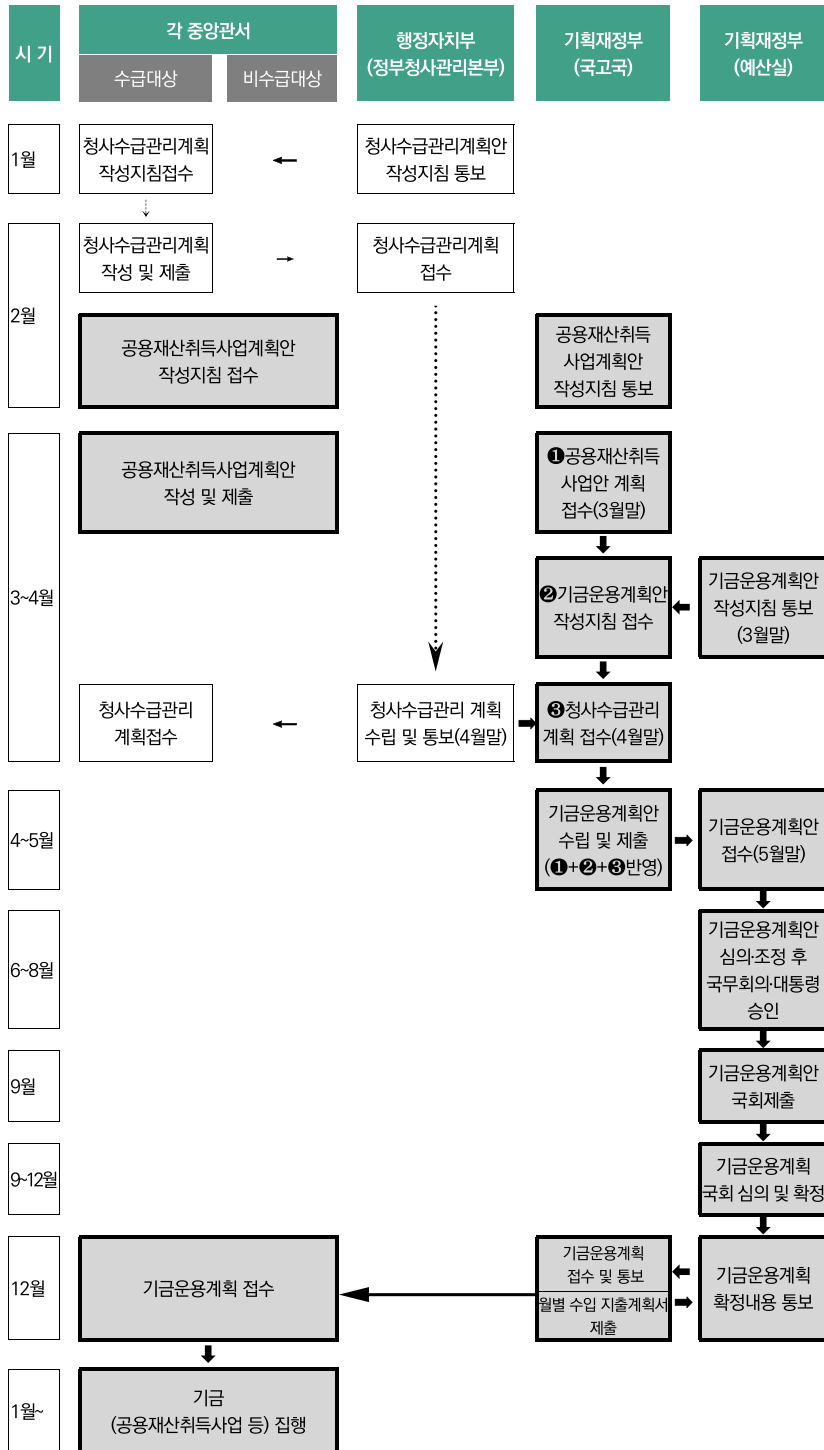 시 기
각 중앙관서
수급대상
비수급대상
행정자치부
(정부청사관리본부)
기획재정부
(국고국)
기획재정부
(예산실)
1월
청사수급관리계획
작성지침접수
청사수급관리계획안
작성지침 통보
2월
청사수급관리계획
작성 및 제출
청사수급관리계획
접수
공용재산취득사업계획안
작성지침 접수
공용재산취득
사업계획안
작성지침 통보
3~4월
공용재산취득사업계획안
작성 및 제출
❶공용재산취득
사업안 계획
접수(3월말)
❷기금운용계획안
작성지침 접수
기금운용계획안
작성지침 통보
(3월말)
청사수급관리
계획접수
청사수급관리 계획
수립 및 통보(4월말)
❸청사수급관리
계획 접수(4월말)
4~5월
기금운용계획안
수립 및 제출
(❶+❷+❸반영)
기금운용계획안
접수(5월말)
6~8월
기금운용계획안
심의·조정 후
국무회의·대통령
승인
9월
기금운용계획안
국회제출
9~12월
기금운용계획
국회 심의 및 확정
12월
기금운용계획 접수
기금운용계획
접수 및 통보
월별 수입 지출계획서
제출
기금운용계획
확정내용 통보
1월~
기금
(공용재산취득사업 등) 집행